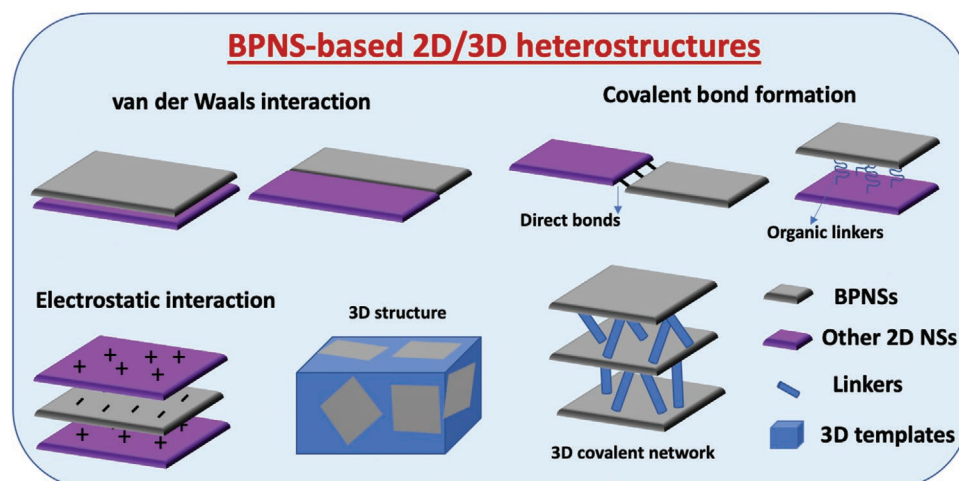 BPNS-based 2D/3D heterostructures
van der Waals interaction
Covalent bond formation
Direct bonds
Organic linkers
Electrostatic interaction
+ + + + + + +
- - - - - -
+ + + +
3D structure
3D covalent network
BPNSs
Other 2D NSs
Linkers
3D templates